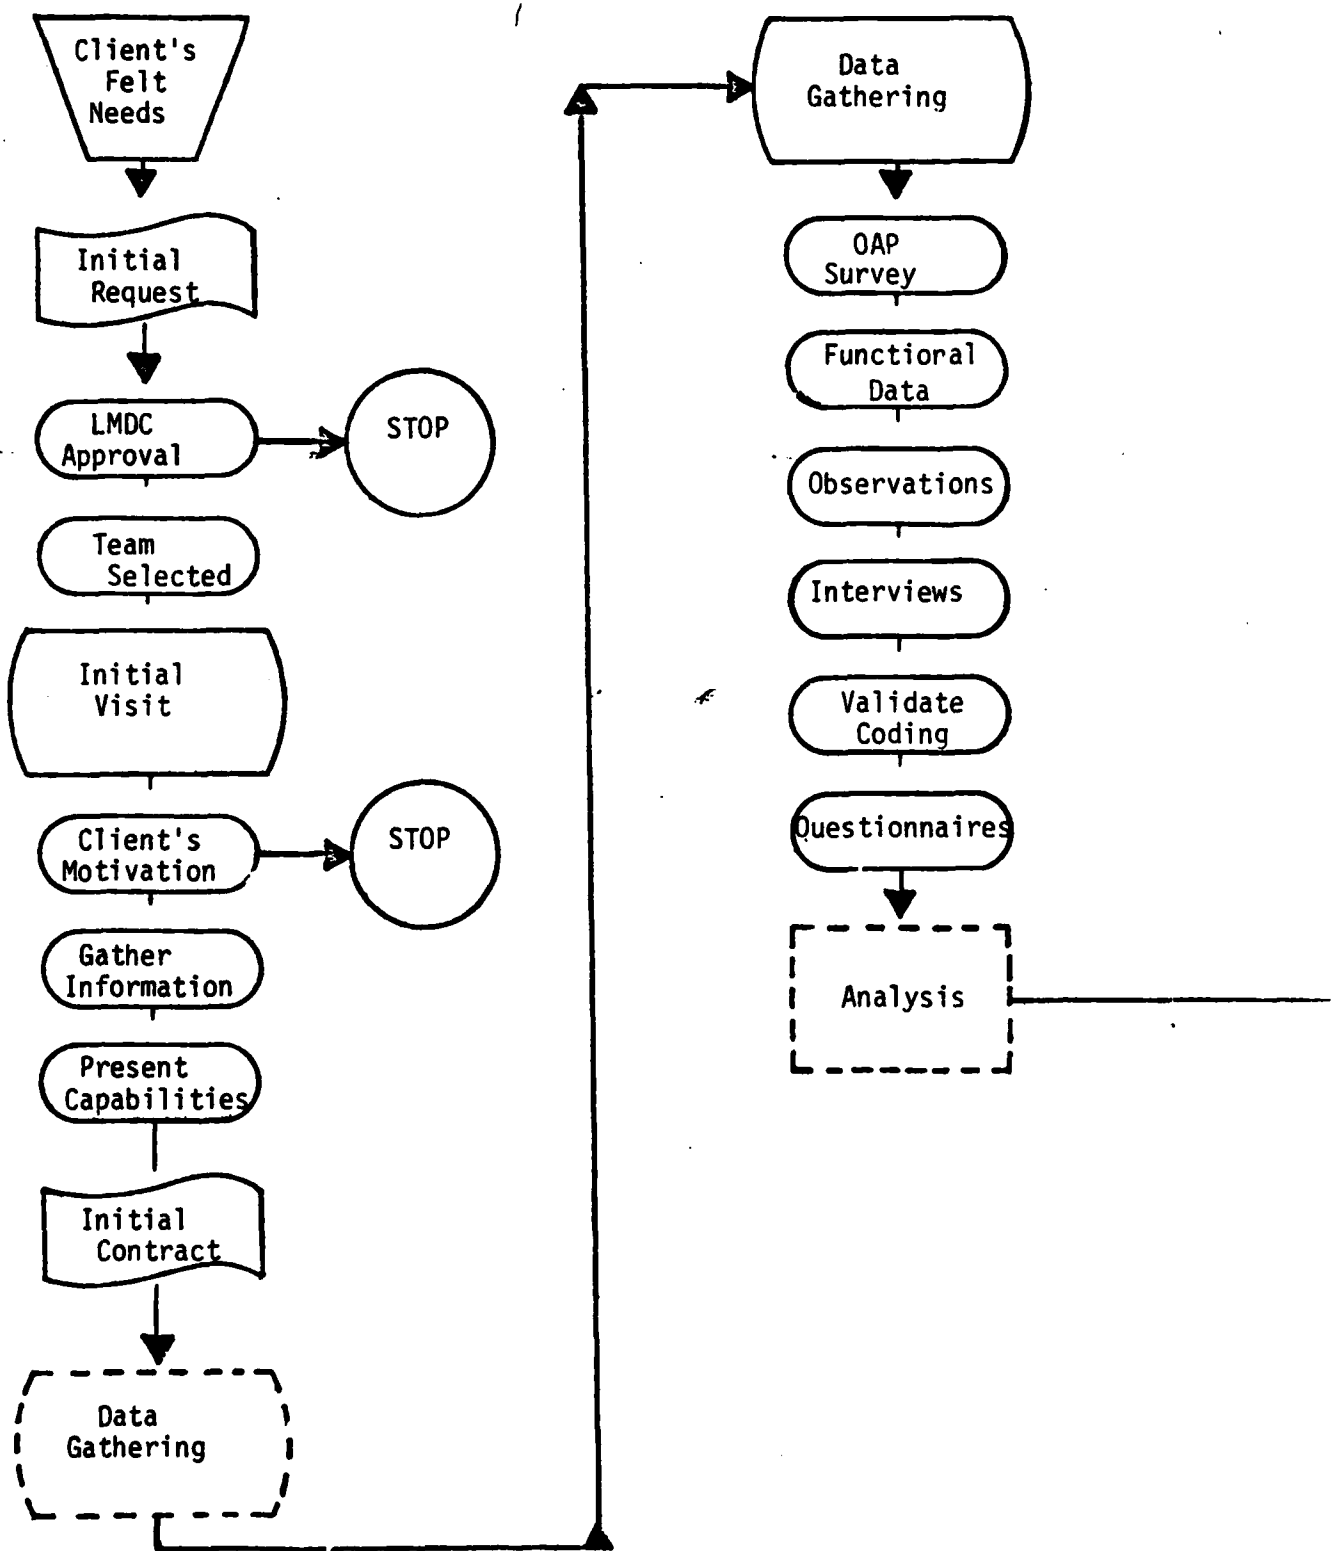 Client's
Felt
Needs
Initial
Request
LMDC
Approval
STOP
Team
Selected
Initial
Visit
Client's
Motivation
STOP
Gather
Information
Present
Capabilities
Initial
Contract
Data
Gathering
Data
Gathering
OAP
Survey
Functioral
Data
Observations
Interviews
Validate
Coding
Questionnaires
Analysis